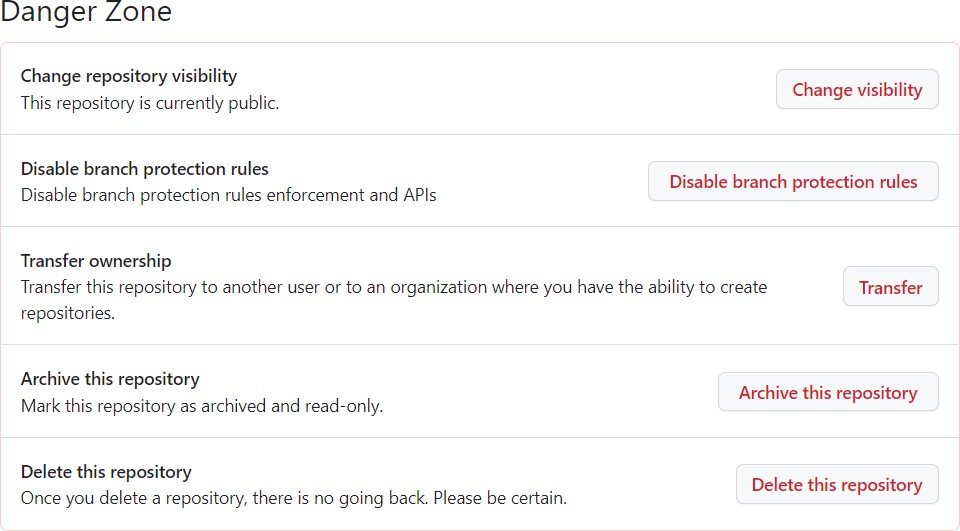 Danger Zone
Change repository visibility
This repository is currently public.
Change visibility
Disable branch protection rules
Disable branch protection rules enforcement and APIs
Disable branch protection rules
Transfer ownership
Transfer this repository to another user or to an organization where you have the ability to create
repositories.
Transfer
Archive this repository
Mark this repository as archived and read-only.
Archive this repository
Delete this repository
Once you delete a repository, there is no going back. Please be certain.
Delete this repository